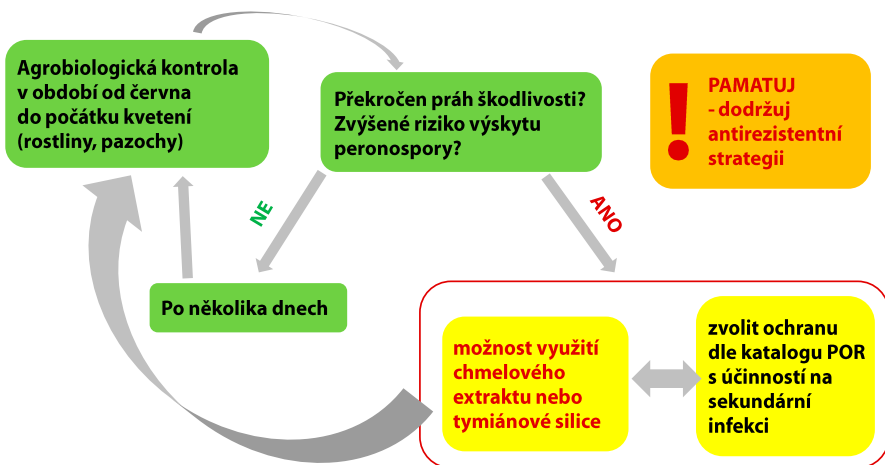 Agrobiologická kontrola
v období od června
do počátku kvetení
(rostliny, pazochy)
Překročen práh škodlivosti?
Zvýšené riziko výskytu
peronospory?
!
PAMATUJ
- dodržuj
antirezistentní
strategii
NE
ANO
Po několika dnech
možnost využití
chmelového
extraktu nebo
tymiánové silice
zvolit ochranu
dle katalogu POR
s účinností na
sekundární
infekci